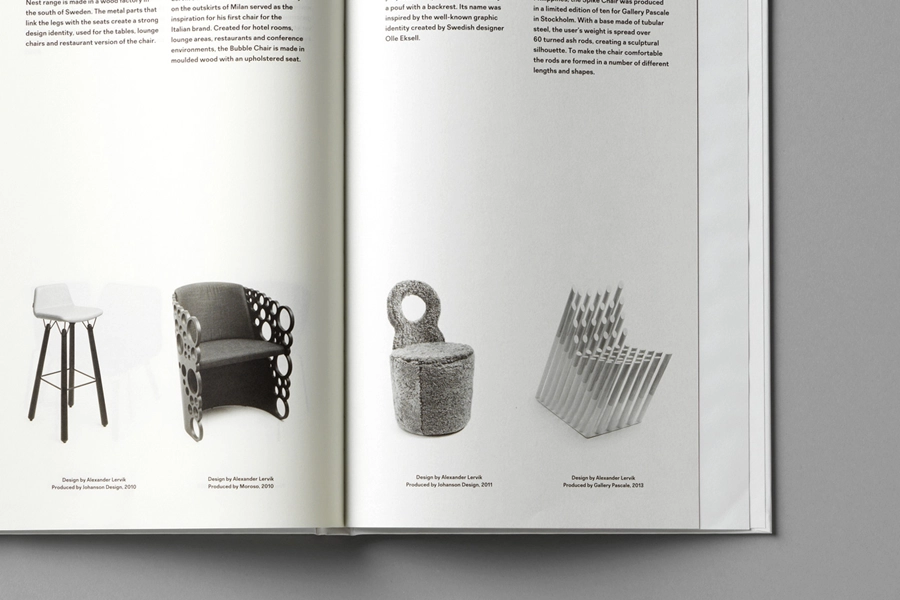 Nest range is made in a wood factory in
the south of Sweden. The metal parts that
link the legs with the seats create a strong
design identity, used for the tables, lounge
chairs and restaurant version of the chair.
on the outskirts of Milan served as the
inspiration for his first chair for the
Italian brand. Created for hotel rooms,
lounge areas, restaurants and conference
environments, the Bubble Chair is made in
moulded wood with an upholstered seat.
a pouf with a backrest. Its name was
inspired by the well-known graphic
identity created by Swedish designer
Olle Eksell.
the Spike Chair was produced
in a limited edition of ten for Gallery Pascale
in Stockholm. With a base made of tubular
steel, the user's weight is spread over
60 turned ash rods, creating a sculptural
silhouette. To make the chair comfortable
the rods are formed in a number of different
lengths and shapes.
Design by Alexander Lervik
Produced by Johanson Design, 2010
Design by Alexander Lervik
Produced by Moroso, 2010
Design by Alexander Lervik
Produced by Johanson Design, 2011
Design by Alexander Lervik
Produced by Gallery Pascale, 2013